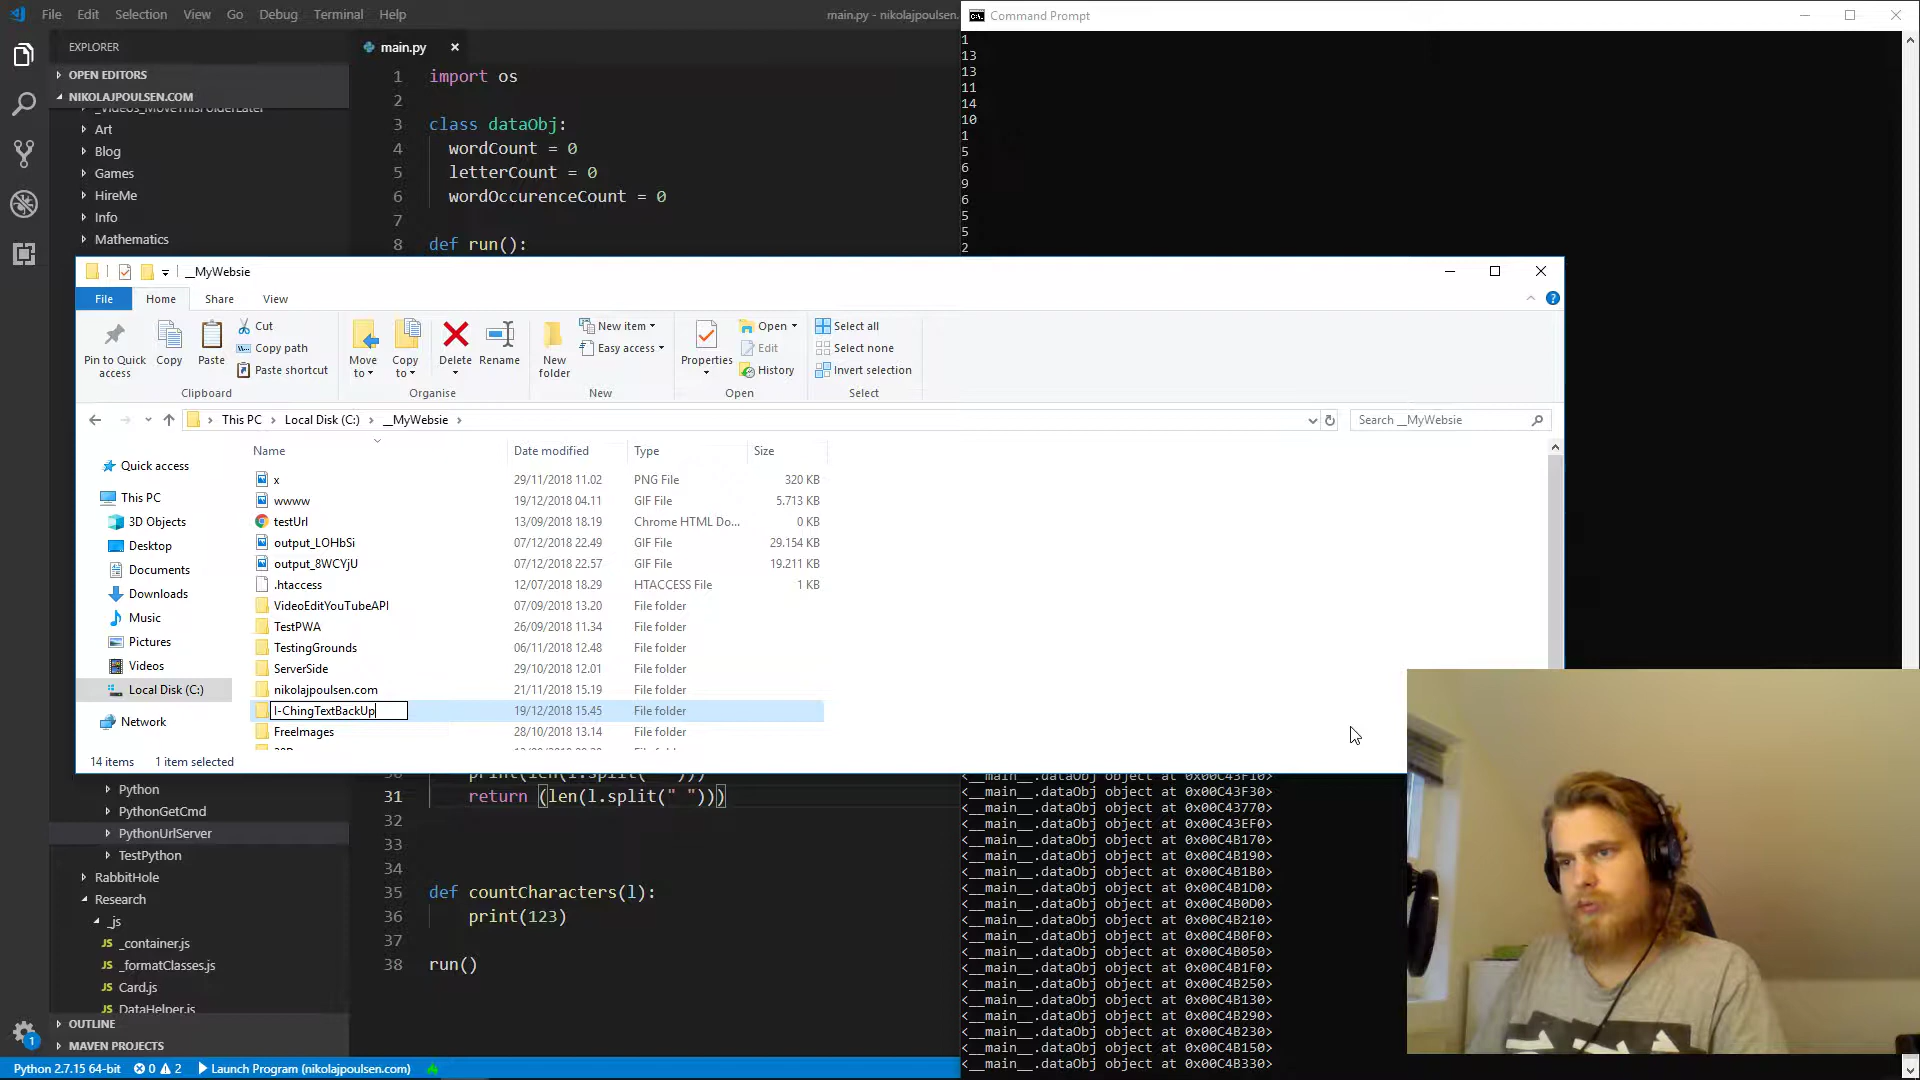 File Edit Selection View Go Debug Terminal Help
main.py - nikolajpoulsen.
EXPLORER
OPEN EDITORS
NIKOLAJPOULSEN.COM
_Videos_MoveThisFolderLater
Art
Blog
Games
HireMe
Info
Mathematics
main.py
1 import os
2
3 class dataObj:
4 wordCount = 0
5 letterCount = 0
6 wordOccurenceCount = 0
7
8 def run():
Command Prompt
1
13
13
11
14
10
1
5
6
9
6
5
5
2
__MyWebsie
File Home Share View
Pin to Quick access
Copy
Paste
Cut
Copy path
Paste shortcut
Clipboard
Move to
Copy to
Delete
Rename
Organise
New folder
New item
Easy access
New
Properties
Open
Edit
History
Open
Select all
Select none
Invert selection
Select
This PC > Local Disk (C:) > __MyWebsie >
Search __MyWebsie
Name Date modified Type Size
Quick access
This PC
3D Objects
Desktop
Documents
Downloads
Music
Pictures
Videos
Local Disk (C:)
Network
x 29/11/2018 11.02 PNG File 320 KB
wwww 19/12/2018 04.11 GIF File 5.713 KB
testUrl 13/09/2018 18.19 Chrome HTML Do... 0 KB
output_LOHbSi 07/12/2018 22.49 GIF File 29.154 KB
output_8WCYjU 07/12/2018 22.57 GIF File 19.211 KB
.htaccess 12/07/2018 18.29 HTACCESS File 1 KB
VideoEditYouTubeAPI 07/09/2018 13.20 File folder
TestPWA 26/09/2018 11.34 File folder
TestingGrounds 06/11/2018 12.48 File folder
ServerSide 29/10/2018 12.01 File folder
nikolajpoulsen.com 21/11/2018 15.19 File folder
I-ChingTextBackUp 19/12/2018 15.45 File folder
FreeImages 28/10/2018 13.14 File folder
14 items 1 item selected
Python
PythonGetCmd
PythonUrlServer
TestPython
RabbitHole
Research
_js
JS _container.js
JS _formatClasses.js
JS Card.js
JS DataHelper.js
OUTLINE
MAVEN PROJECTS
print(len(l.split(" ")))
31 return (len(l.split(" ")))
32
33
34
35 def countCharacters(l):
36 print(123)
37
38 run()
<__main__.dataObj object at 0x00C43F10>
<__main__.dataObj object at 0x00C43F30>
<__main__.dataObj object at 0x00C43770>
<__main__.dataObj object at 0x00C43EF0>
<__main__.dataObj object at 0x00C4B170>
<__main__.dataObj object at 0x00C4B190>
<__main__.dataObj object at 0x00C4B1B0>
<__main__.dataObj object at 0x00C4B1D0>
<__main__.dataObj object at 0x00C4B0D0>
<__main__.dataObj object at 0x00C4B210>
<__main__.dataObj object at 0x00C4B0F0>
<__main__.dataObj object at 0x00C4B050>
<__main__.dataObj object at 0x00C4B1F0>
<__main__.dataObj object at 0x00C4B250>
<__main__.dataObj object at 0x00C4B130>
<__main__.dataObj object at 0x00C4B290>
<__main__.dataObj object at 0x00C4B230>
<__main__.dataObj object at 0x00C4B150>
<__main__.dataObj object at 0x00C4B330>
1
Python 2.7.15 64-bit 0 2 Launch Program (nikolajpoulsen.com)